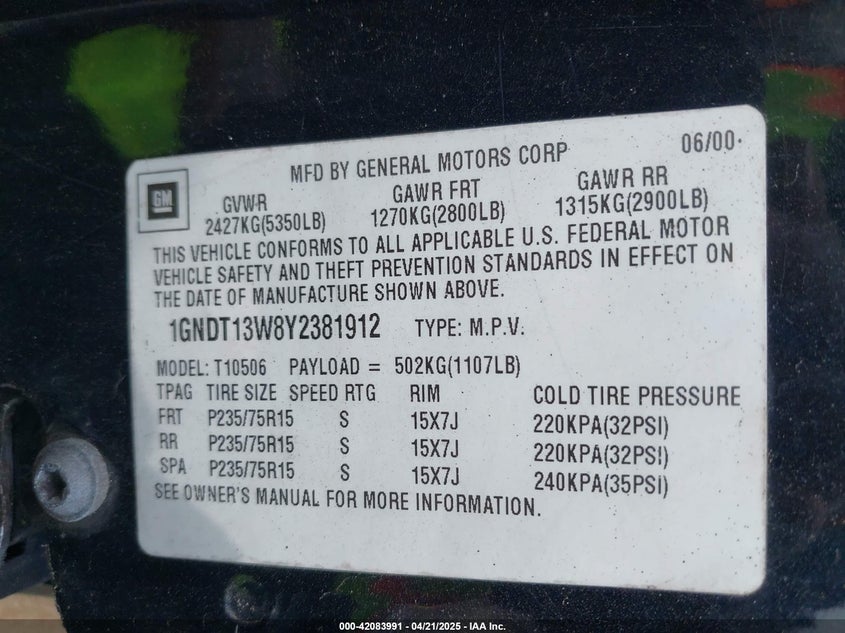 06/00
MFD BY GENERAL MOTORS CORP
GM
GVWR GAWR FRT GAWR RR
2427KG(5350LB) 1270KG(2800LB) 1315KG(2900LB)
THIS VEHICLE CONFORMS TO ALL APPLICABLE U.S. FEDERAL MOTOR
VEHICLE SAFETY AND THEFT PREVENTION STANDARDS IN EFFECT ON
THE DATE OF MANUFACTURE SHOWN ABOVE.
1GNDT13W8Y2381912 TYPE: M.P.V.
MODEL: T10506 PAYLOAD = 502KG(1107LB)
TPAG TIRE SIZE SPEED RTG RIM COLD TIRE PRESSURE
FRT P235/75R15 S 15X7J 220KPA(32PSI)
RR P235/75R15 S 15X7J 220KPA(32PSI)
SPA P235/75R15 S 15X7J 240KPA(35PSI)
SEE OWNER'S MANUAL FOR MORE INFORMATION.
000-42083991 - 04/21/2025 - IAA Inc.